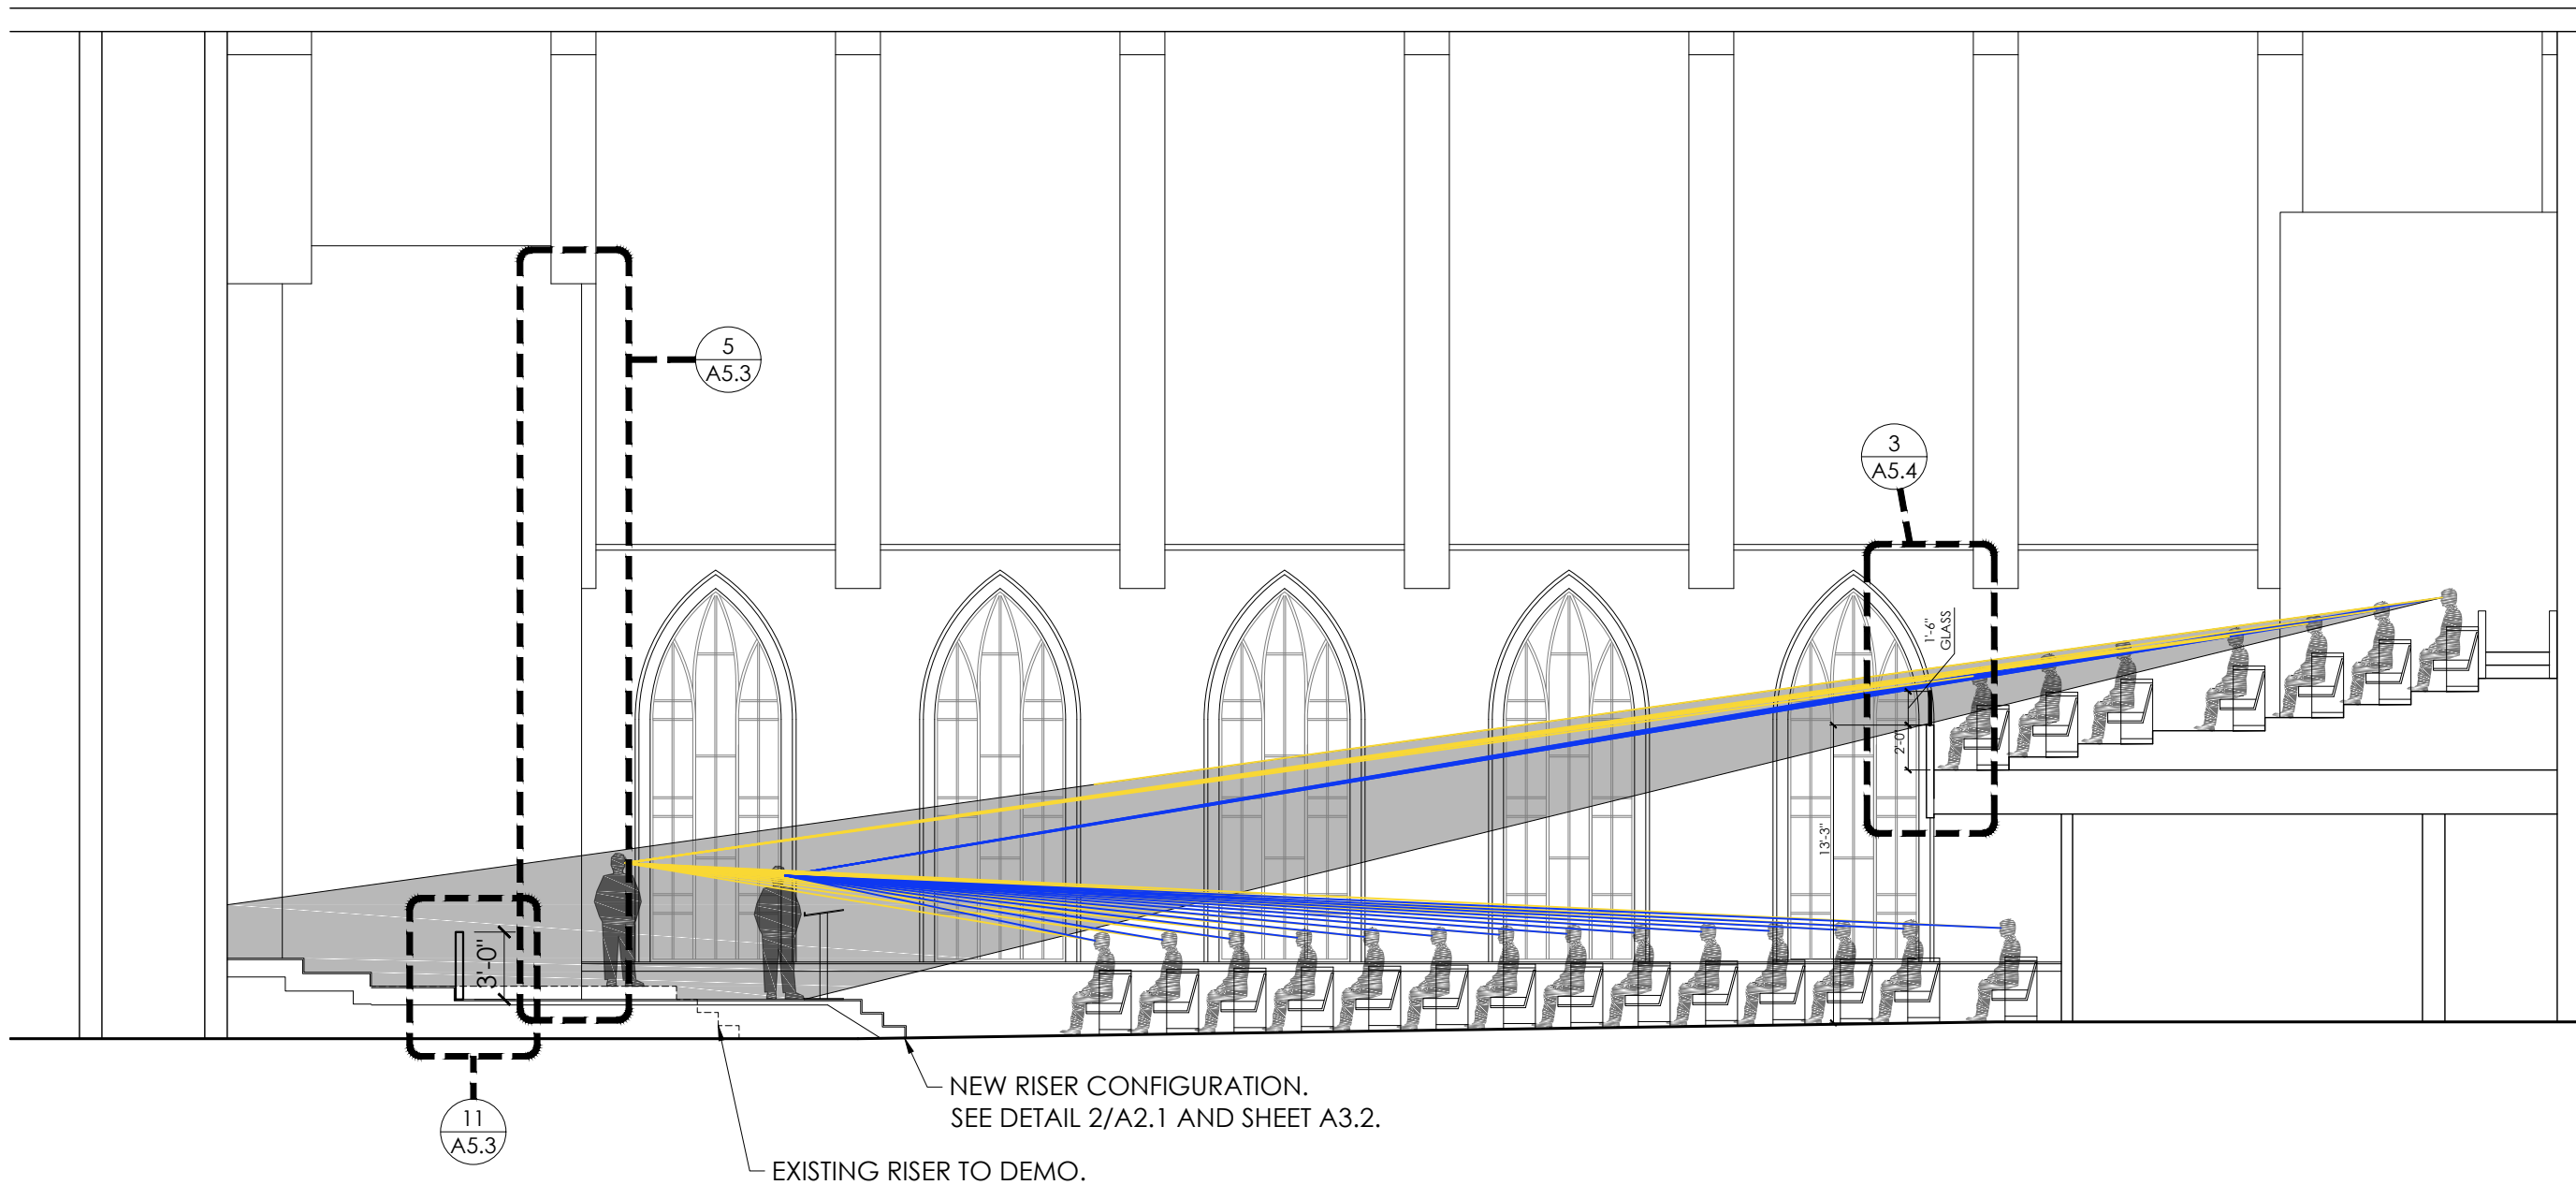 5
A5.3
3
A5.4
1'-6"
GLASS
2'-0"
13'-3"
3'-0"
NEW RISER CONFIGURATION.
SEE DETAIL 2/A2.1 AND SHEET A3.2.
11
A5.3
EXISTING RISER TO DEMO.